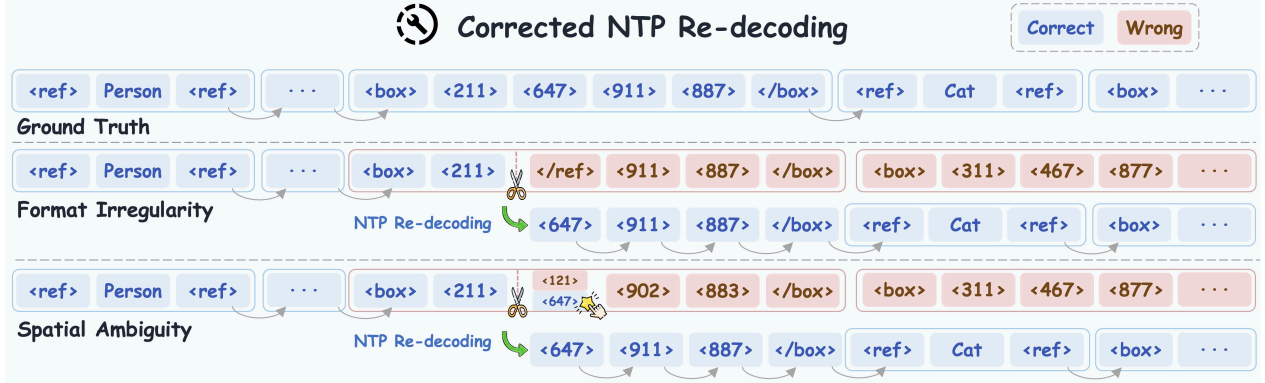 Corrected NTP Re-decoding
Correct Wrong
<ref> Person <ref> ··· <box> <211> <647> <911> <887> </box> <ref> Cat <ref> <box> ···
Ground Truth
<ref> Person <ref> ··· <box> <211> </ref> <911> <887> </box> <box> <311> <467> <877> ···
Format Irregularity
NTP Re-decoding <647> <911> <887> </box> <ref> Cat <ref> <box> ···
<ref> Person <ref> ··· <box> <211> <121> <647> <902> <883> </box> <box> <311> <467> <877> ···
Spatial Ambiguity
NTP Re-decoding <647> <911> <887> </box> <ref> Cat <ref> <box> ···